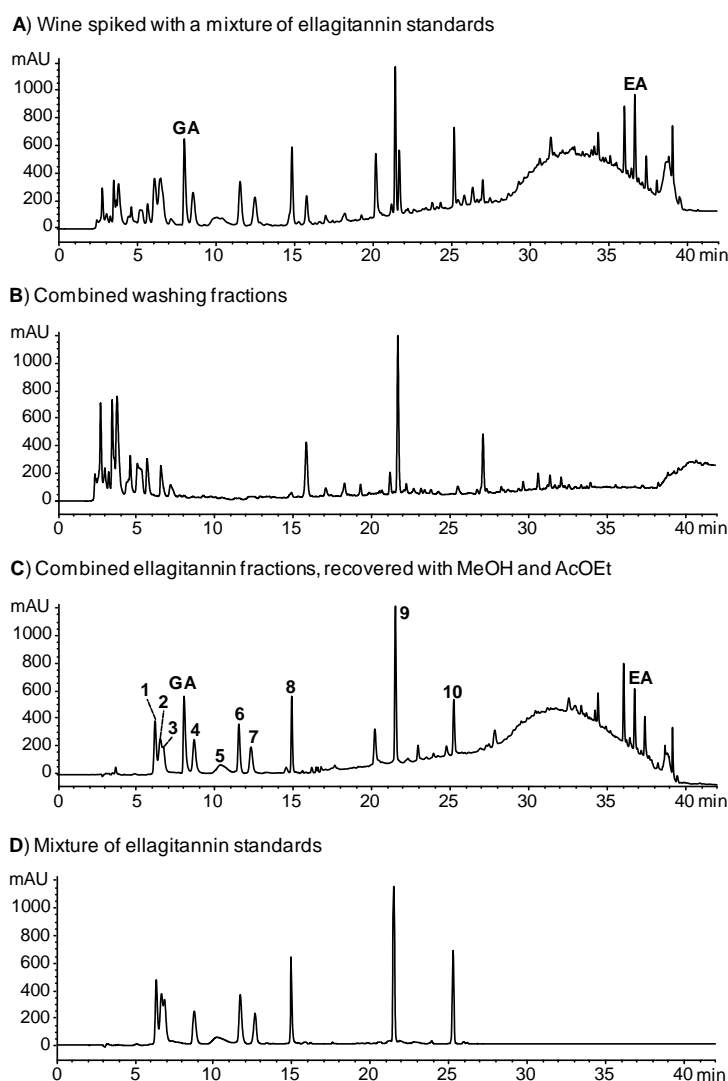 A) Wine spiked with a mixture of ellagitannin standards
mAU
1000
800
600
400
200
0
GA
EA
0 5 10 15 20 25 30 35 40 min
B) Combined washing fractions
mAU
1000
800
600
400
200
0
0 5 10 15 20 25 30 35 40 min
C) Combined ellagitannin fractions, recovered with MeOH and AcOEt
mAU
1000
800
600
400
200
0
1
2
3
GA
4
5
6
7
8
9
10
EA
0 5 10 15 20 25 30 35 40 min
D) Mixture of ellagitannin standards
mAU
1000
800
600
400
200
0
0 5 10 15 20 25 30 35 40 min